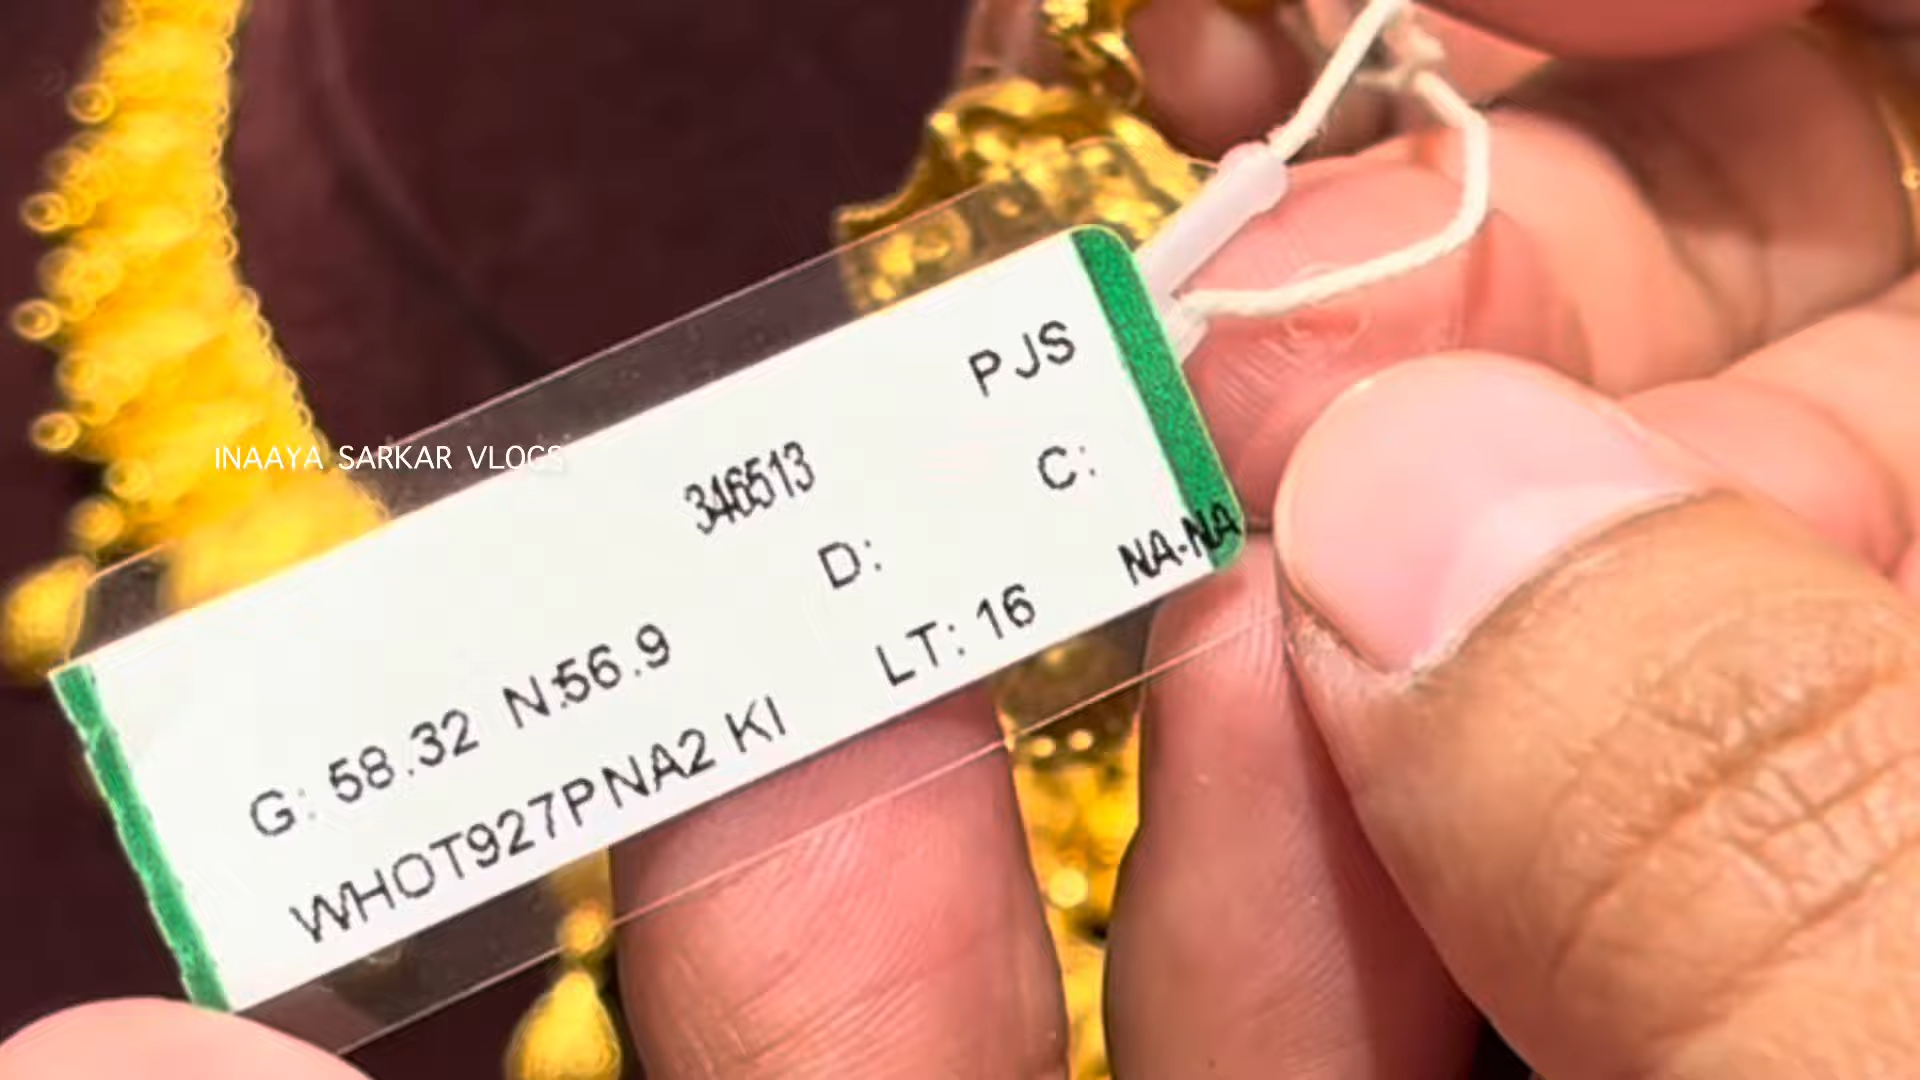 PJS
346513
C:
D:
NA-NA
G: 58.32 N:56.9
LT: 16
WHOT927PNA2 KI
INAAYA SARKAR VLOGS